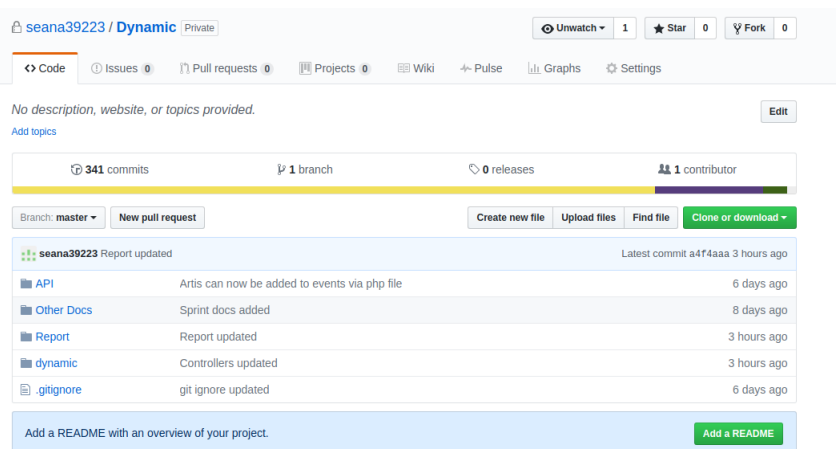 seana39223 / Dynamic Private Unwatch 1 Star 0 Fork 0
Code Issues 0 Pull requests 0 Projects 0 Wiki Pulse Graphs Settings
No description, website, or topics provided. Edit
Add topics
341 commits 1 branch 0 releases 1 contributor
Branch: master New pull request Create new file Upload files Find file Clone or download
seana39223 Report updated Latest commit a4f4aaa 3 hours ago
API Artis can now be added to events via php file 6 days ago
Other Docs Sprint docs added 8 days ago
Report Report updated 3 hours ago
dynamic Controllers updated 3 hours ago
.gitignore git ignore updated 6 days ago
Add a README with an overview of your project. Add a README